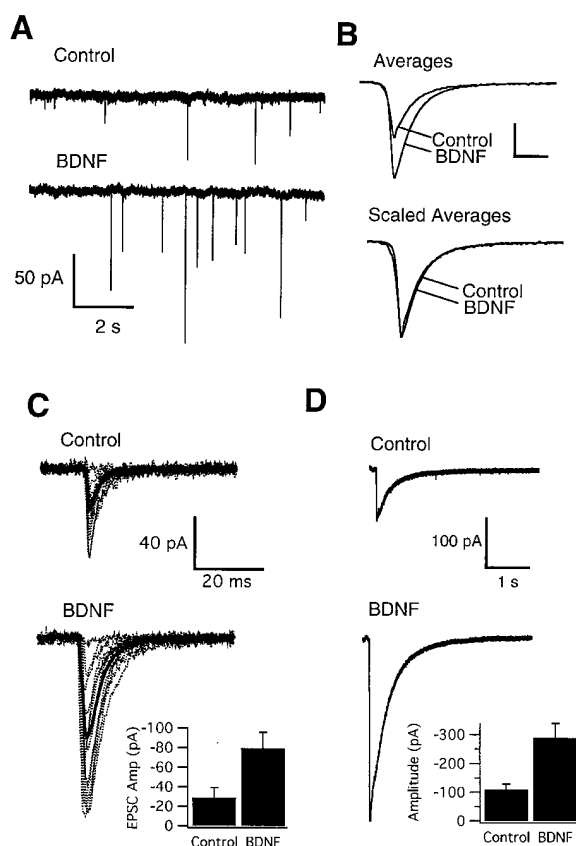 A
Control
BDNF
50 pA
2 s
B
Averages
Control
BDNF
Scaled Averages
Control
BDNF
C
Control
40 pA
20 ms
BDNF
EPSC Amp (pA)
-100
-80
-60
-40
-20
0
Control BDNF
D
Control
100 pA
1 s
BDNF
Amplitude (pA)
-300
-200
-100
0
Control BDNF